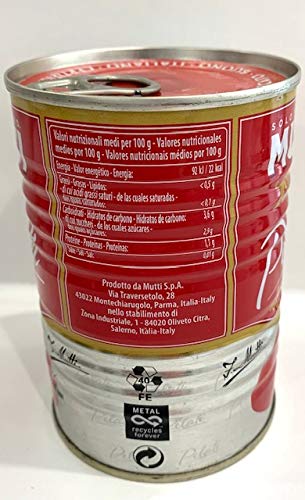 SOLO
Valori nutrizionali medi per 100 g - Valores nutricionales
medios por 100 g - Valores nutricionais médios por 100 g
Energia - Valor energético - Energia: 92 kJ / 22 kcal
Grassi - Grasas - Lípidos: < 0,5 g
- di cui acidi grassi saturi - de las cuales saturadas
< 0,1 g
Carboidrati - Hidratos de carbono - Hidratos de carbono: 3,6 g
- di cui zuccheri - de los cuales azúcares -
2,9 g
Proteine - Proteínas - Proteínas: 1,1 g
Sale - Sal - Sal: 0,01 g
Prodotto da Mutti S.p.A.
Via Traversetolo, 28
43022 Montechiarugolo, Parma, Italia-Italy
nello stabilimento di
Zona Industriale, 1 - 84020 Oliveto Citra,
Salerno, Italia-Italy
40
FE
METAL
recycles
forever
Pelati